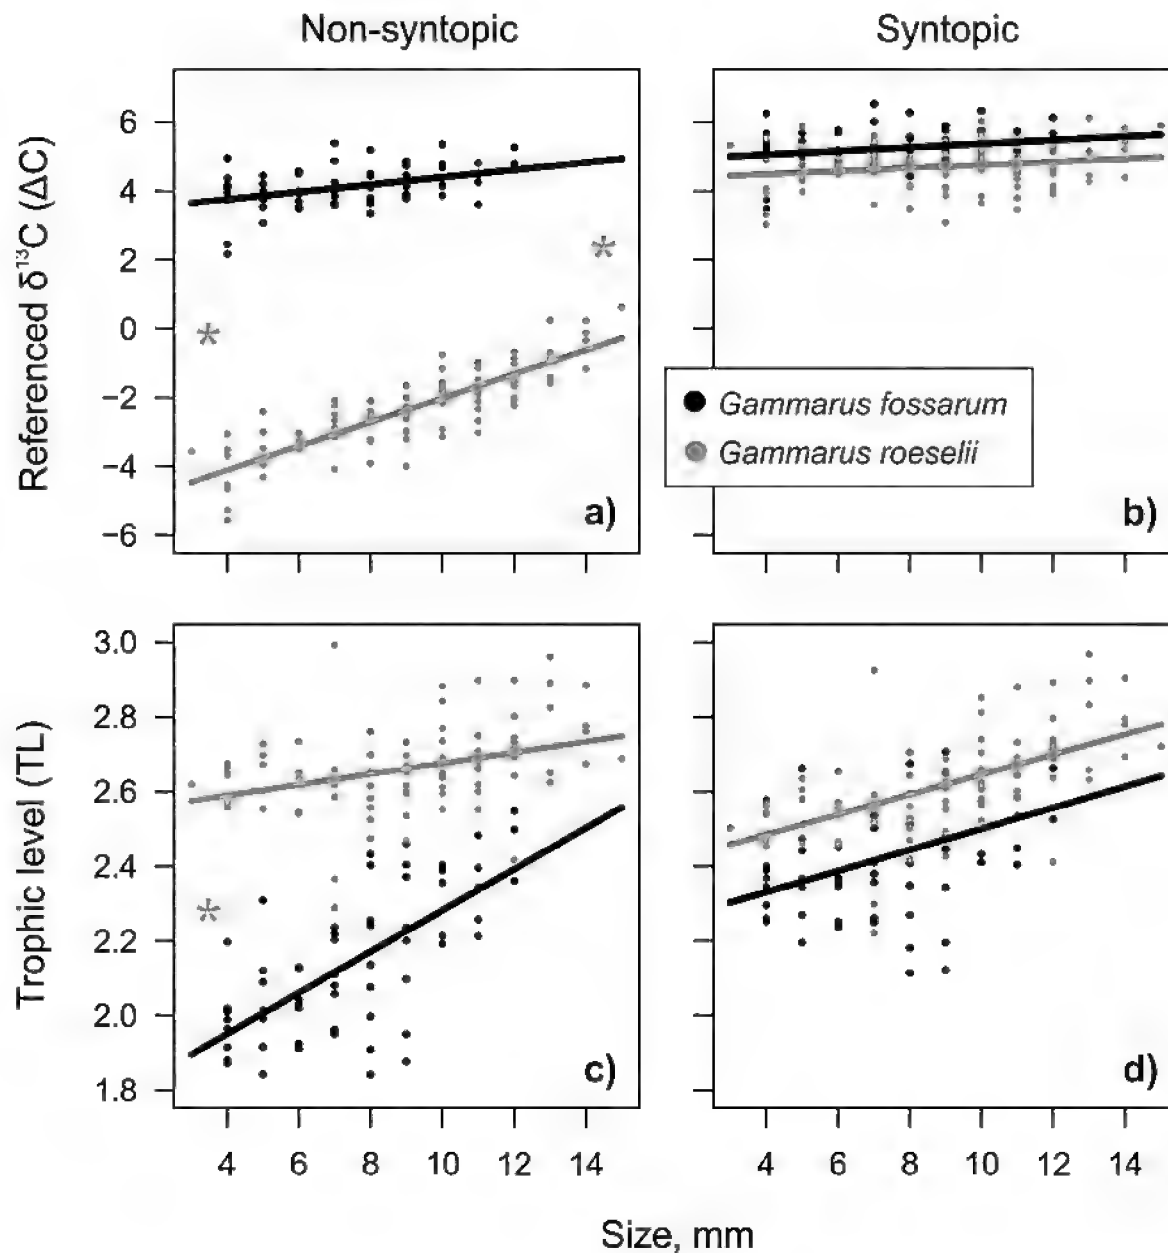 Non-syntopic
Syntopic
Referenced δ¹³C (ΔC)
6
4
2
0
−2
−4
−6
*
*
a)
Gammarus fossarum
Gammarus roeselii
b)
Trophic level (TL)
3.0
2.8
2.6
2.4
2.2
2.0
1.8
*
c)
d)
4 6 8 10 12 14
4 6 8 10 12 14
Size, mm